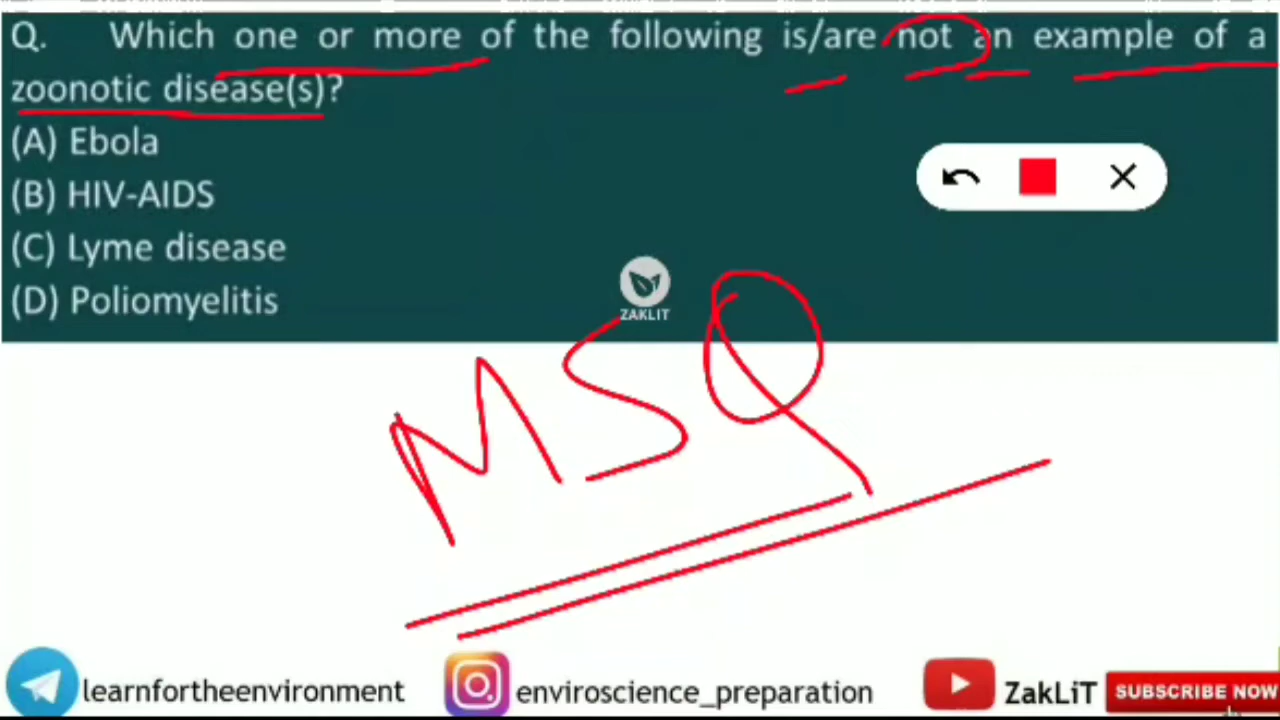 Q. Which one or more of the following is/are not an example of a
zoonotic disease(s)?
(A) Ebola
(B) HIV-AIDS
(C) Lyme disease
(D) Poliomyelitis
ZAKLIT
MSQ
learnfortheenvironment
enviroscience_preparation
ZakLiT
SUBSCRIBE NOW